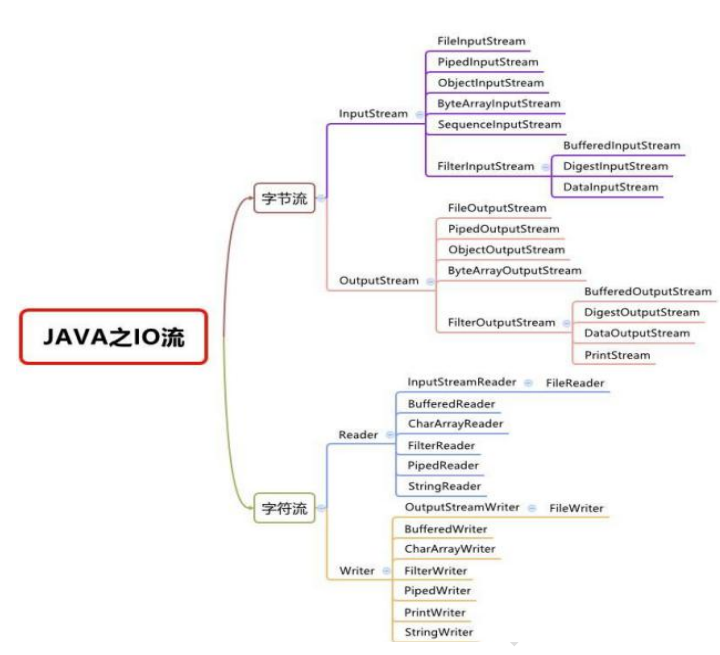 JAVA之IO流
字节流
InputStream
FileInputStream
PipedInputStream
ObjectInputStream
ByteArrayInputStream
SequenceInputStream
FilterInputStream
BufferedInputStream
DigestInputStream
DataInputStream
OutputStream
FileOutputStream
PipedOutputStream
ObjectOutputStream
ByteArrayOutputStream
FilterOutputStream
BufferedOutputStream
DigestOutputStream
DataOutputStream
PrintStream
字符流
Reader
InputStreamReader
FileReader
BufferedReader
CharArrayReader
FilterReader
PipedReader
StringReader
Writer
OutputStreamWriter
FileWriter
BufferedWriter
CharArrayWriter
FilterWriter
PipedWriter
PrintWriter
StringWriter